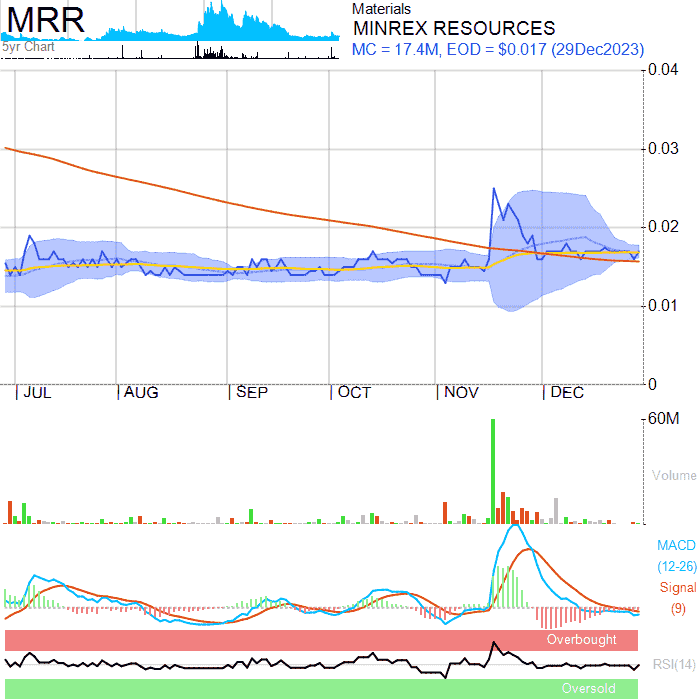 MRR
5yr Chart
Materials
MINREX RESOURCES
MC = 17.4M, EOD = $0.017 (29Dec2023)
0.04
0.03
0.02
0.01
0
JUL AUG SEP OCT NOV DEC
60M
Volume
MACD
(12-26)
Signal
(9)
Overbought
RSI(14)
Oversold